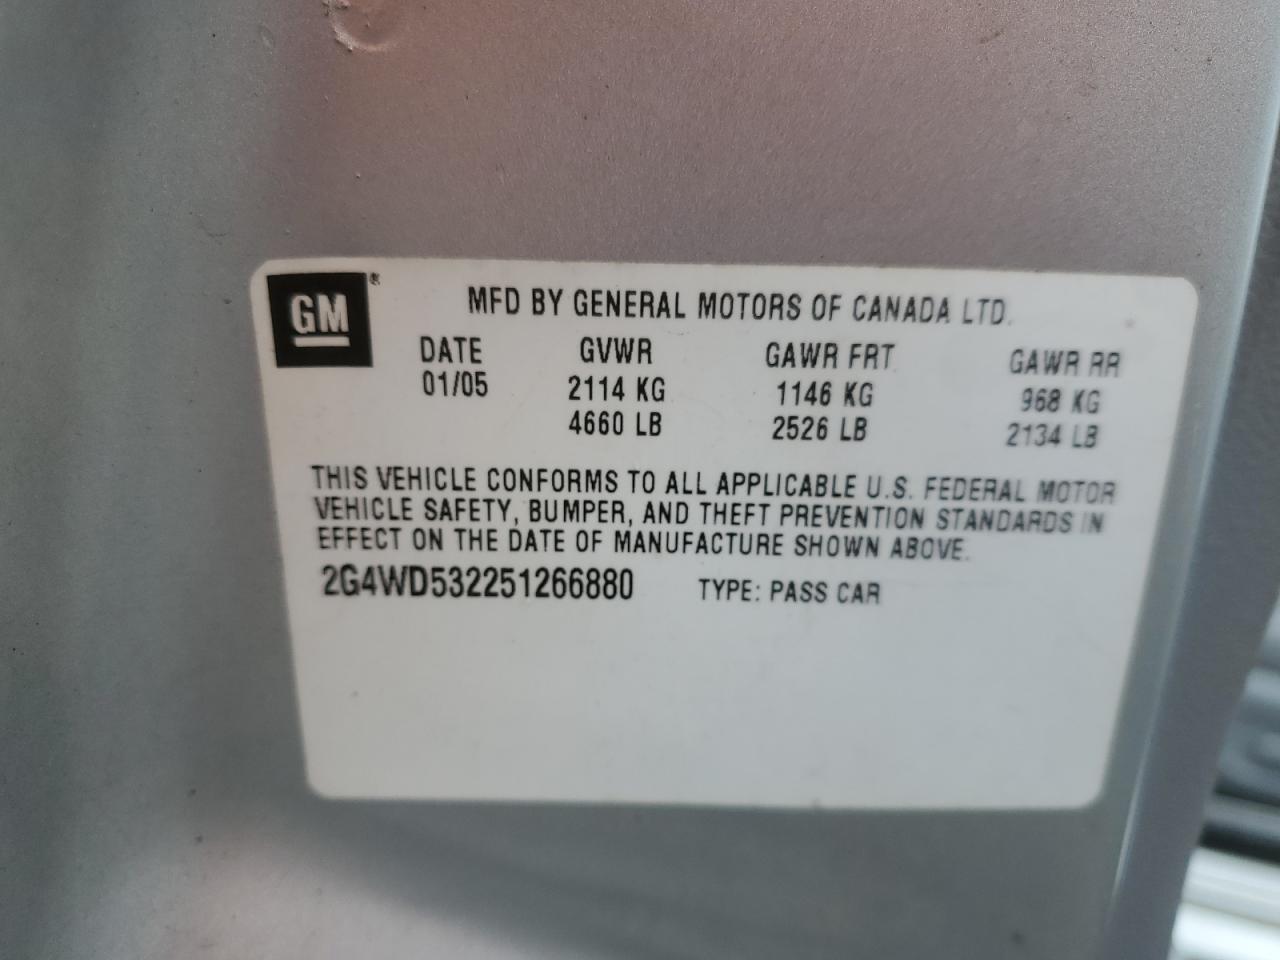 GM®
MFD BY GENERAL MOTORS OF CANADA LTD.
DATE GVWR GAWR FRT GAWR RR
01/05 2114 KG 1146 KG 968 KG
4660 LB 2526 LB 2134 LB
THIS VEHICLE CONFORMS TO ALL APPLICABLE U.S. FEDERAL MOTOR
VEHICLE SAFETY, BUMPER, AND THEFT PREVENTION STANDARDS IN
EFFECT ON THE DATE OF MANUFACTURE SHOWN ABOVE.
2G4WD532251266880 TYPE: PASS CAR